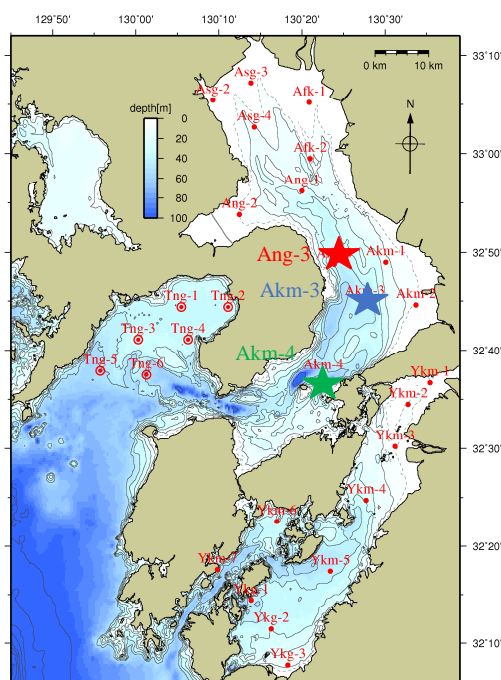 129°50'
130°00'
130°10'
130°20'
130°30'
33°10'
0 km
10 km
N
depth[m]
0
20
40
60
80
100
Asg-3
Asg-2
Afk-1
Asg-4
Afk-2
33°00'
Ang-1
Ang-2
Ang-3
Akm-1
32°50'
Akm-3
Akm-3
Akm-2
Tng-1
Tng-2
Tng-3
Tng-4
Akm-4
32°40'
Tng-5
Tng-6
Akm-4
Ykm-1
Ykm-2
Ykm-3
32°30'
Ykm-4
Ykm-6
32°20'
Ykm-7
Ykm-5
Ykg-1
Ykg-2
32°10'
Ykg-3